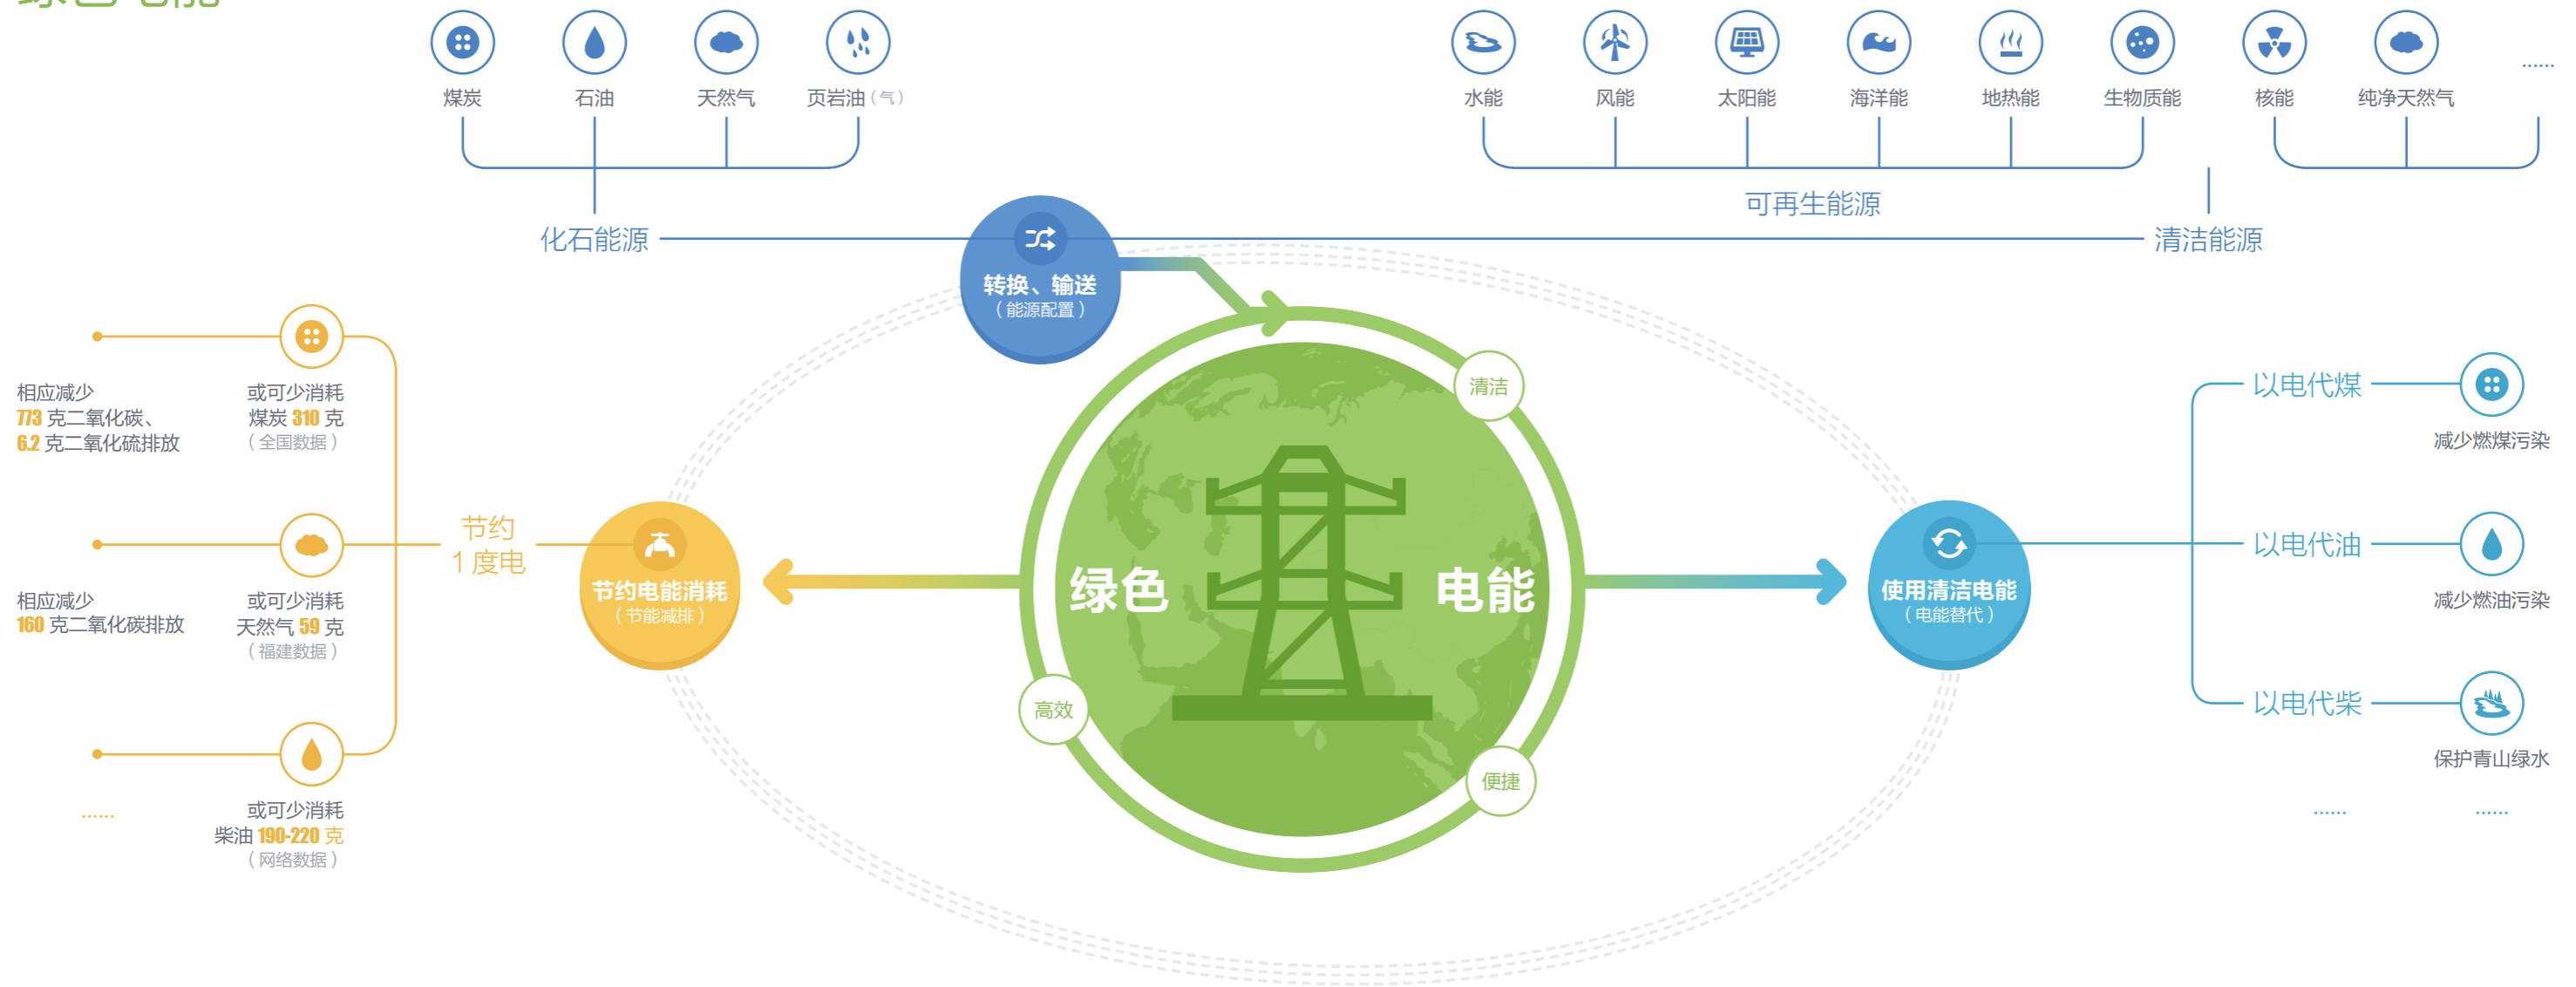 绿色电能
煤炭
石油
天然气
页岩油（气）
水能
风能
太阳能
海洋能
地热能
生物质能
核能
纯净天然气
......
可再生能源
化石能源
清洁能源
转换、输送
（能源配置）
相应减少
773 克二氧化碳、
6.2 克二氧化硫排放
或可少消耗
煤炭 310 克
（全国数据）
相应减少
160 克二氧化碳排放
或可少消耗
天然气 59 克
（福建数据）
......
或可少消耗
柴油 190-220 克
（网络数据）
节约
1 度电
节约电能消耗
（节能减排）
绿色
电能
清洁
高效
便捷
使用清洁电能
（电能替代）
以电代煤
减少燃煤污染
以电代油
减少燃油污染
以电代柴
保护青山绿水
......
......